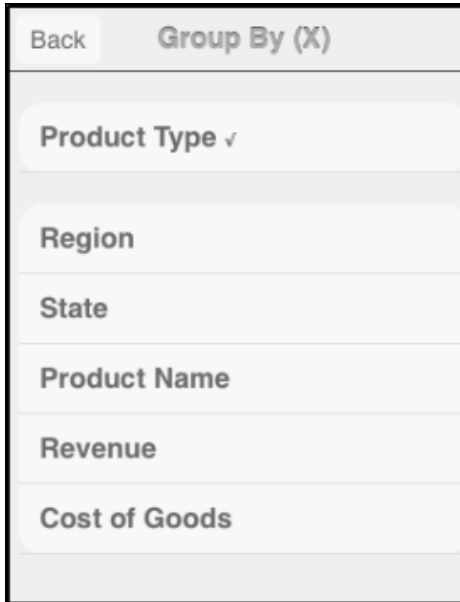 Back
Group By (X)
Product Type √
Region
State
Product Name
Revenue
Cost of Goods